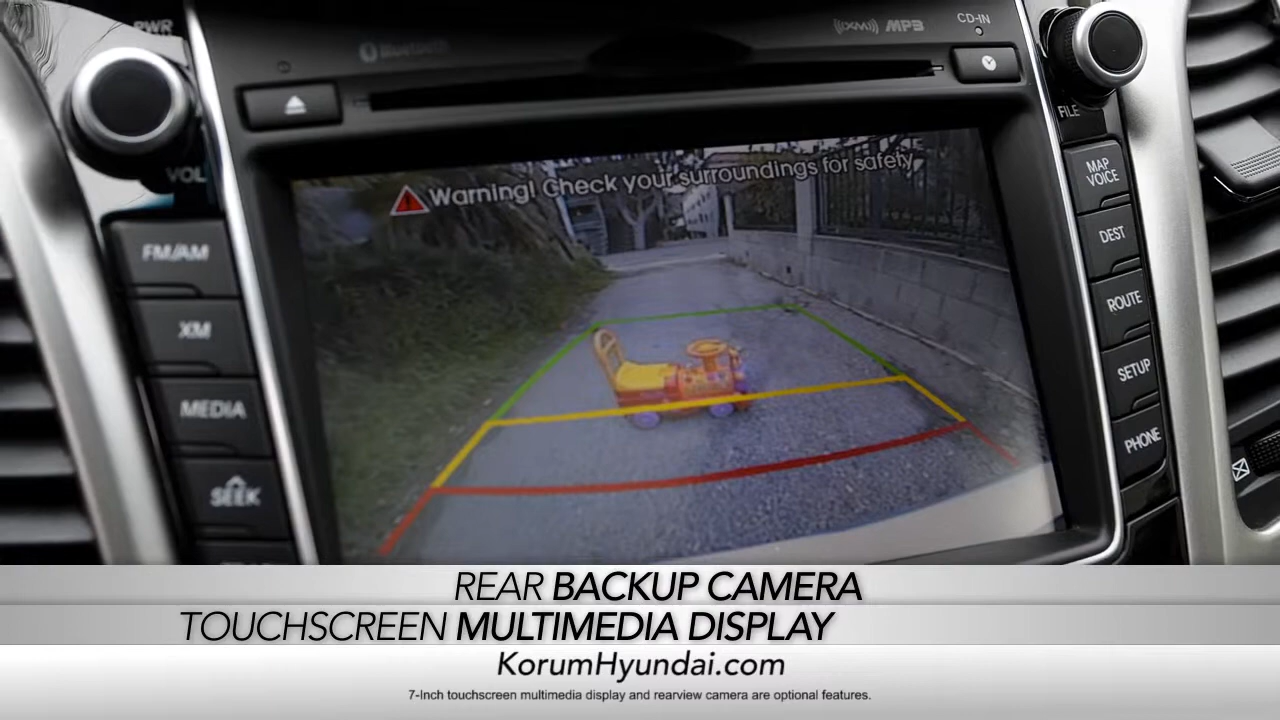 PWR
Bluetooth
((XM)) MP3
CD-IN
VOL
FILE
⚠Warning! Check your surroundings for safety
FM/AM
XM
MEDIA
SEEK
MAP
VOICE
DEST
ROUTE
SETUP
PHONE
REAR BACKUP CAMERA
TOUCHSCREEN MULTIMEDIA DISPLAY
KorumHyundai.com
7-Inch touchscreen multimedia display and rearview camera are optional features.